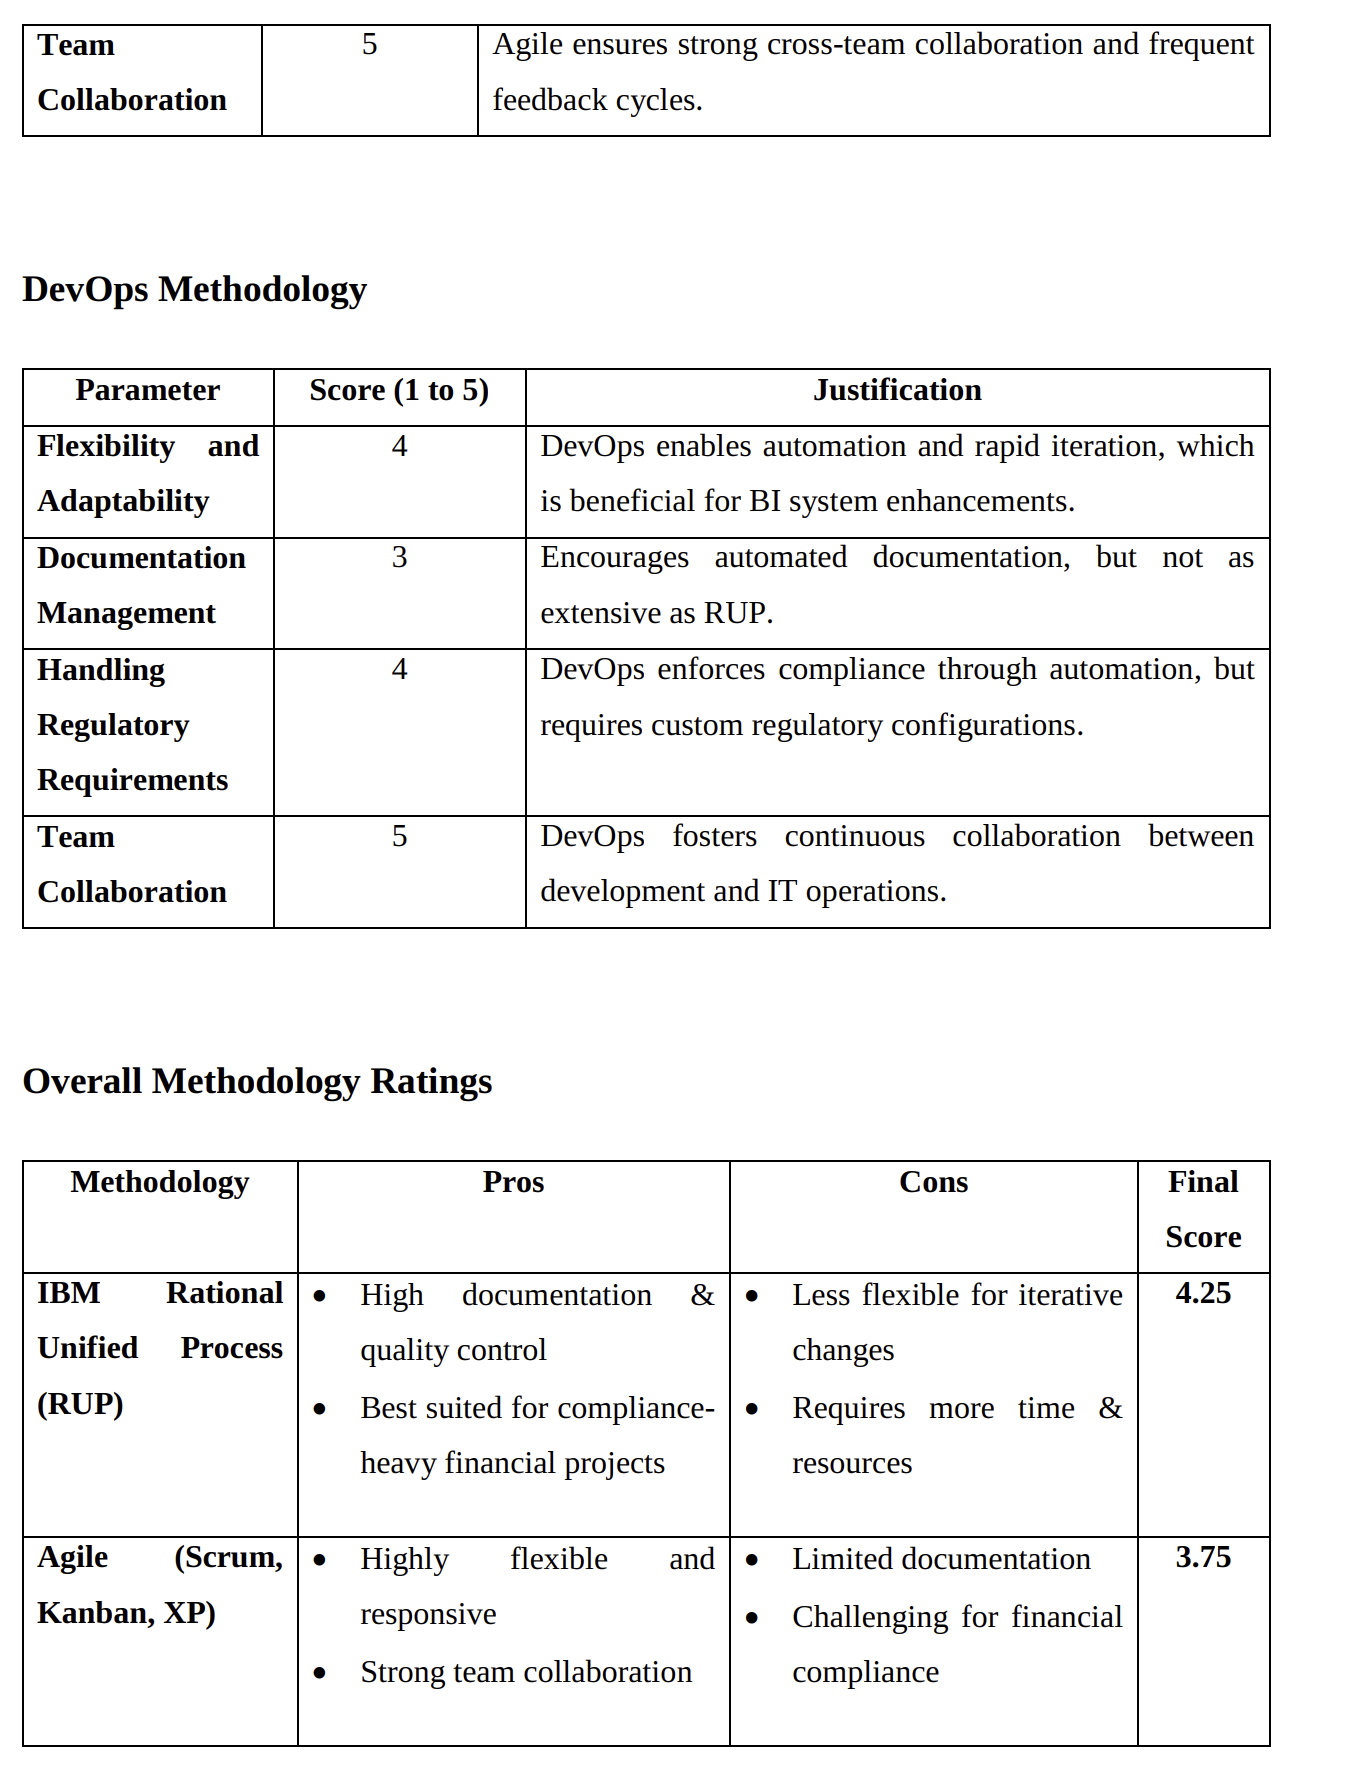 Team
Collaboration
5
Agile ensures strong cross-team collaboration and frequent
feedback cycles.
DevOps Methodology
Parameter
Score (1 to 5)
Justification
Flexibility and
Adaptability
4
DevOps enables automation and rapid iteration, which
is beneficial for BI system enhancements.
Documentation
Management
3
Encourages automated documentation, but not as
extensive as RUP.
Handling
Regulatory
Requirements
4
DevOps enforces compliance through automation, but
requires custom regulatory configurations.
Team
Collaboration
5
DevOps fosters continuous collaboration between
development and IT operations.
Overall Methodology Ratings
Methodology
Pros
Cons
Final
Score
IBM Rational
Unified Process
(RUP)
● High documentation &
quality control
● Best suited for compliance-
heavy financial projects
● Less flexible for iterative
changes
● Requires more time &
resources
4.25
Agile (Scrum,
Kanban, XP)
● Highly flexible and
responsive
● Strong team collaboration
● Limited documentation
● Challenging for financial
compliance
3.75